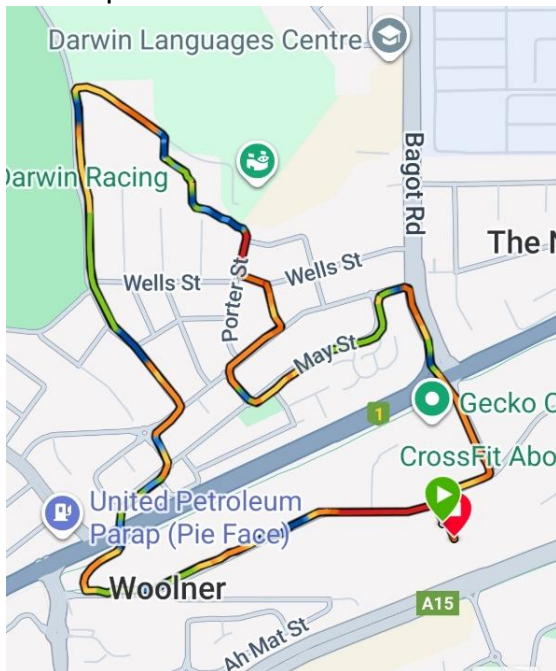 Darwin Languages Centre
Darwin Racing
Bagot Rd
The
Wells St
Wells St
Porter St
May St
1
Gecko C
CrossFit Abo
United Petroleum
Parap (Pie Face)
Woolner
A15
Ah Mat St